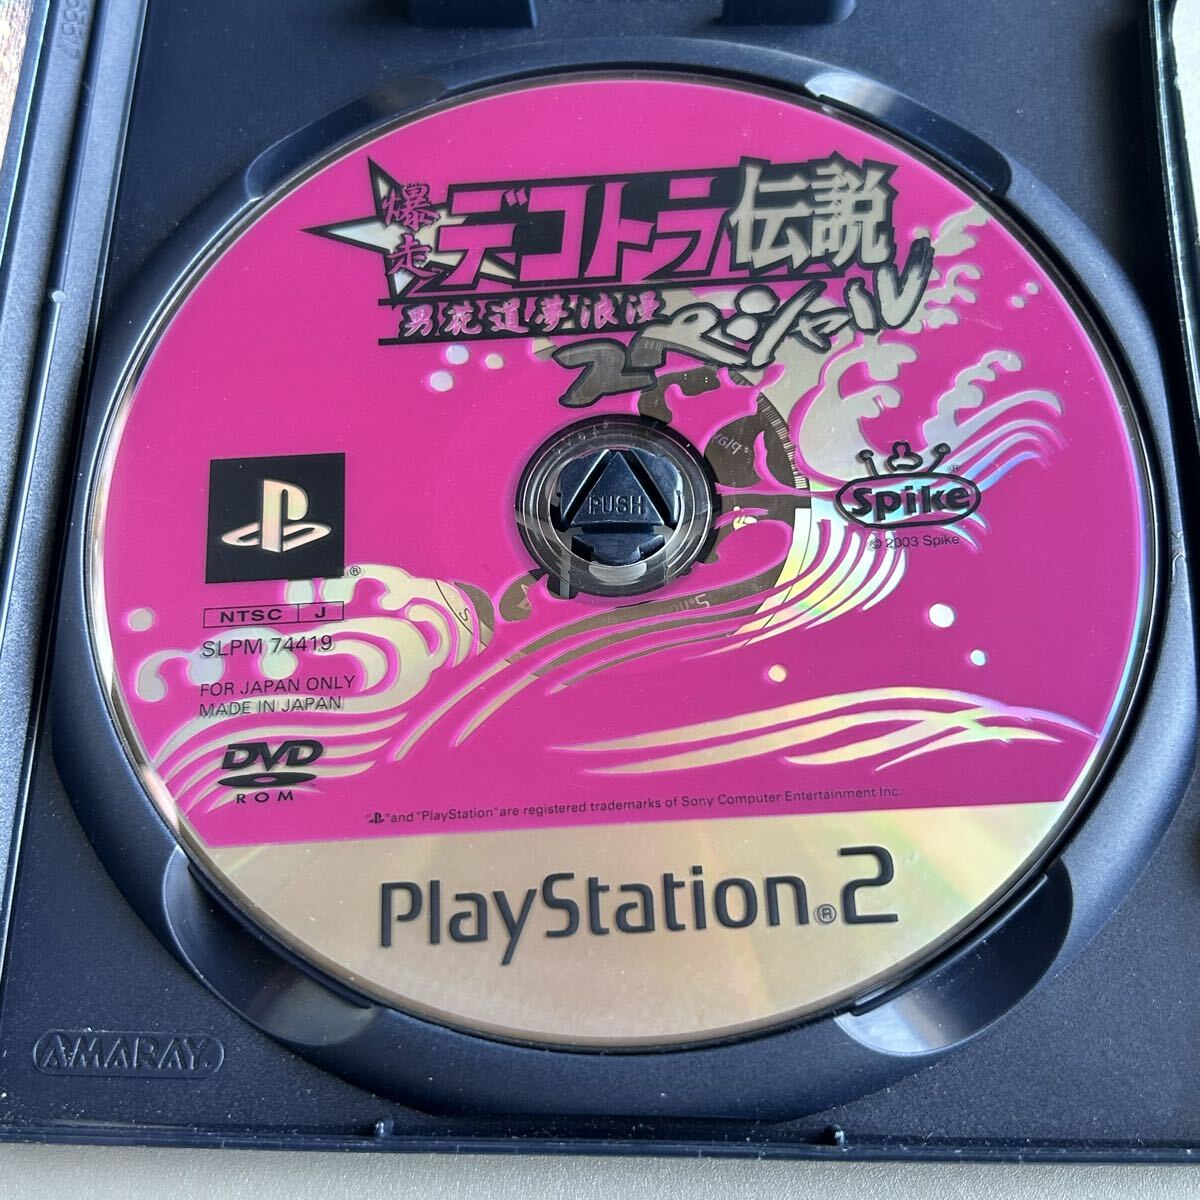 爆走
デコトラ伝説
男花道夢浪漫
スペシャル
PUSH
Spike
®
© 2003 Spike
®
NTSC J
SLPM 74419
FOR JAPAN ONLY
MADE IN JAPAN
DVD
ROM
" "and "PlayStation"are registered trademarks of Sony Computer Entertainment Inc.
PlayStation®2
AMARAY